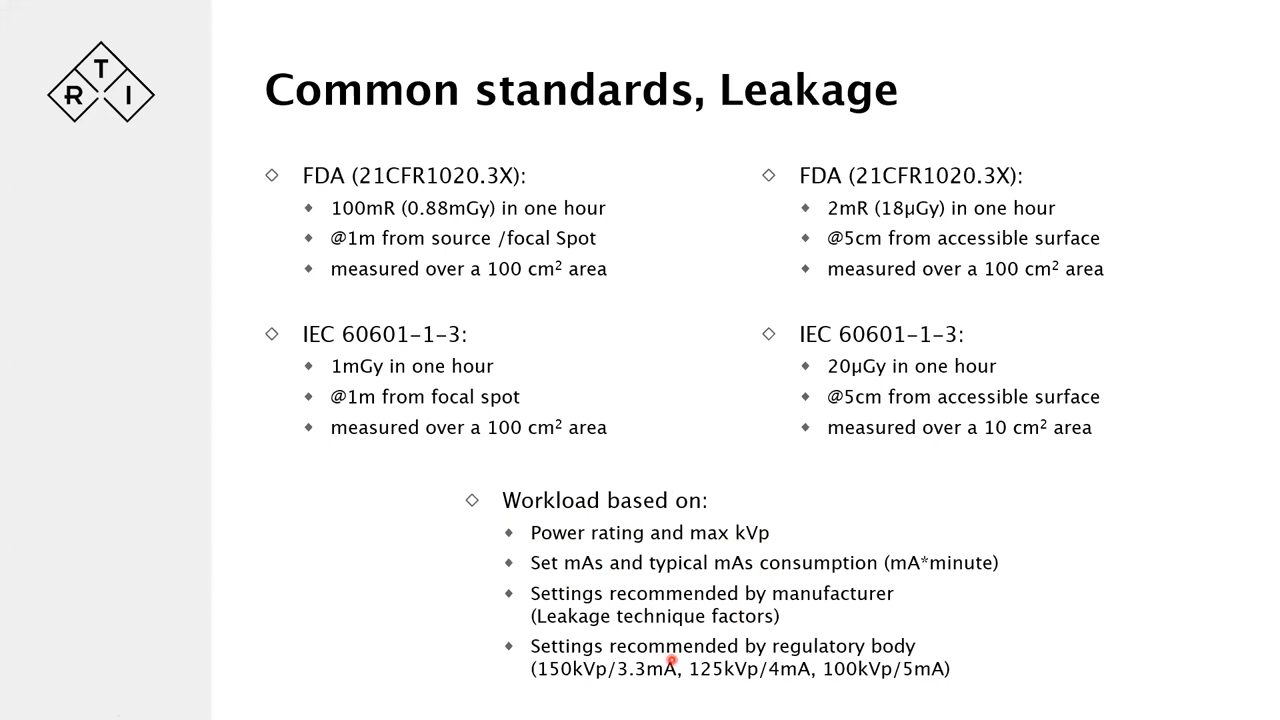 T
R I
Common standards, Leakage
◇ FDA (21CFR1020.3X):
◆ 100mR (0.88mGy) in one hour
◆ @1m from source /focal Spot
◆ measured over a 100 cm² area
◇ IEC 60601-1-3:
◆ 1mGy in one hour
◆ @1m from focal spot
◆ measured over a 100 cm² area
◇ FDA (21CFR1020.3X):
◆ 2mR (18µGy) in one hour
◆ @5cm from accessible surface
◆ measured over a 100 cm² area
◇ IEC 60601-1-3:
◆ 20µGy in one hour
◆ @5cm from accessible surface
◆ measured over a 10 cm² area
◇ Workload based on:
◆ Power rating and max kVp
◆ Set mAs and typical mAs consumption (mA*minute)
◆ Settings recommended by manufacturer
(Leakage technique factors)
◆ Settings recommended by regulatory body
(150kVp/3.3mA, 125kVp/4mA, 100kVp/5mA)